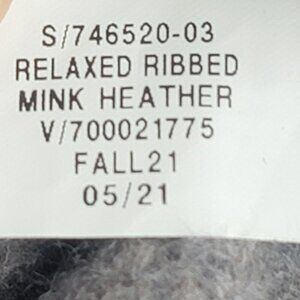 S/746520-03
RELAXED RIBBED
MINK HEATHER
V/700021775
FALL21
05/21